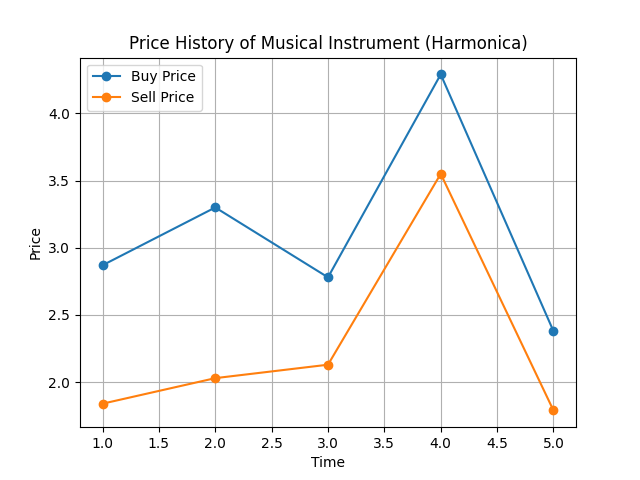 Price History of Musical Instrument (Harmonica)
Buy Price
Sell Price
4.0
3.5
3.0
2.5
2.0
Price
1.0 1.5 2.0 2.5 3.0 3.5 4.0 4.5 5.0
Time